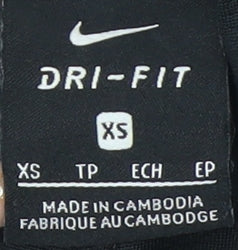 DRI-FIT
XS
XS TP ECH EP
MADE IN CAMBODIA
FABRIQUE AU CAMBODGE